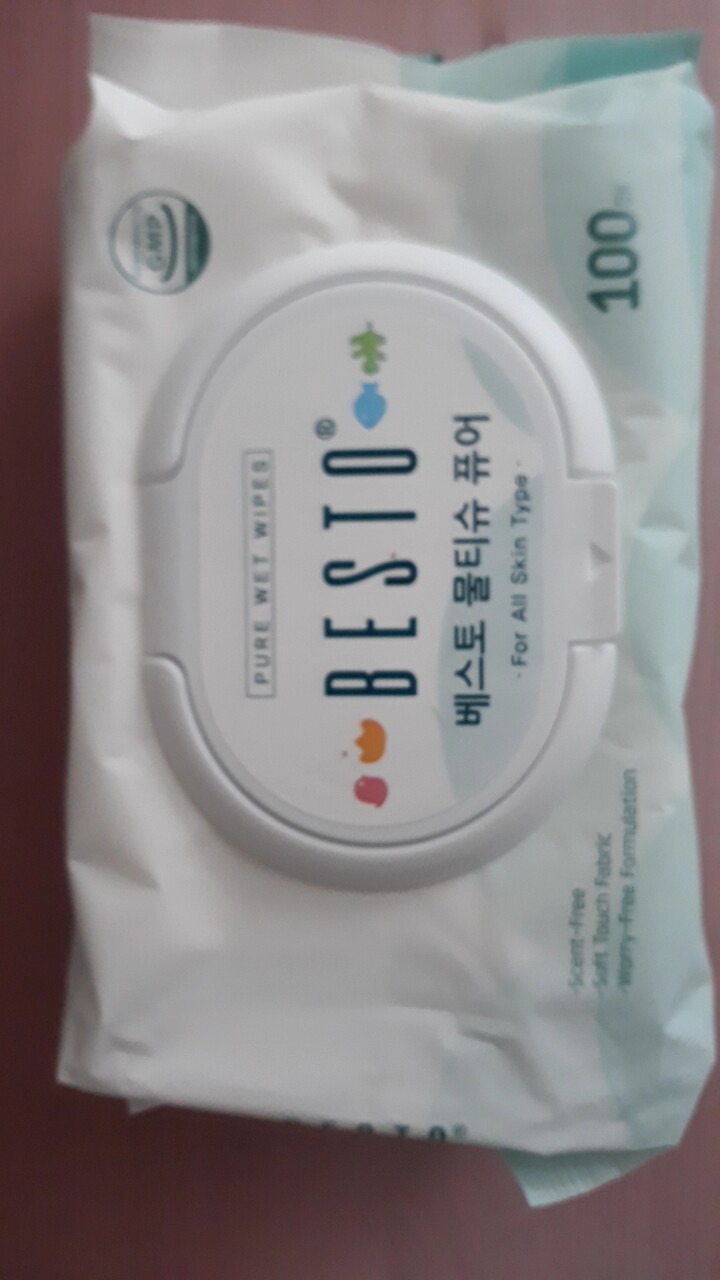 GMP
PURE WET WIPES
BESTO®
베스토 물티슈 퓨어
· For All Skin Type ·
100
·Scent-Free
·Soft Touch Fabric
·Worry-Free Formulation